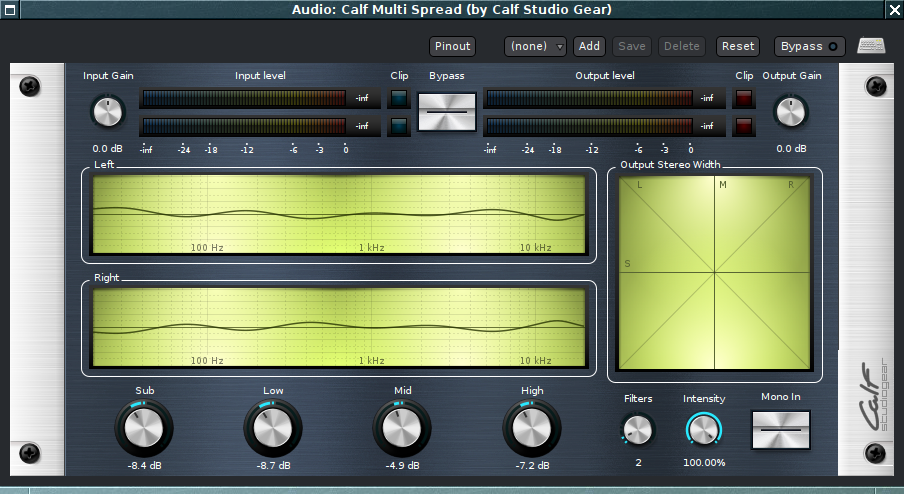 Audio: Calf Multi Spread (by Calf Studio Gear)
Pinout (none) Add Save Delete Reset Bypass
Input Gain Input level Clip Bypass Output level Clip Output Gain
-inf -inf
-inf -inf
0.0 dB -inf -24 -18 -12 -6 -3 0 -inf -24 -18 -12 -6 -3 0 0.0 dB
Left Output Stereo Width
L M R
100 Hz 1 kHz 10 kHz
S
Right
100 Hz 1 kHz 10 kHz
Sub Low Mid High
Filters Intensity Mono In
-8.4 dB -8.7 dB -4.9 dB -7.2 dB
2 100.00%
Calf
studiogear